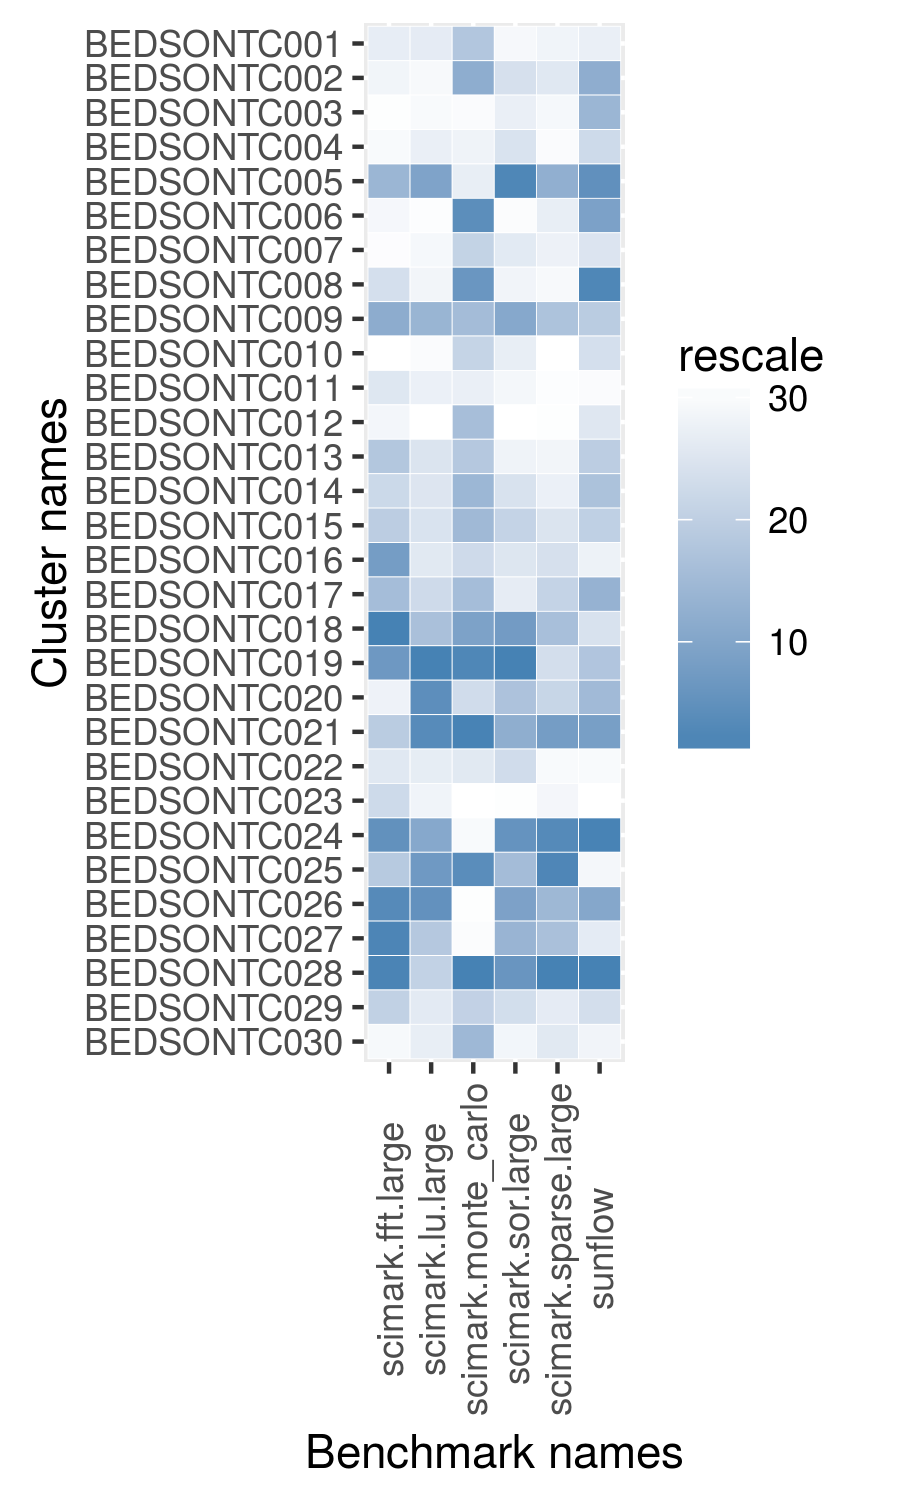 BEDSONTC001
BEDSONTC002
BEDSONTC003
BEDSONTC004
BEDSONTC005
BEDSONTC006
BEDSONTC007
BEDSONTC008
BEDSONTC009
BEDSONTC010
BEDSONTC011
BEDSONTC012
BEDSONTC013
BEDSONTC014
BEDSONTC015
BEDSONTC016
BEDSONTC017
BEDSONTC018
BEDSONTC019
BEDSONTC020
BEDSONTC021
BEDSONTC022
BEDSONTC023
BEDSONTC024
BEDSONTC025
BEDSONTC026
BEDSONTC027
BEDSONTC028
BEDSONTC029
BEDSONTC030
Cluster names
rescale
30
20
10
scimark.fft.large
scimark.lu.large
scimark.monte_carlo
scimark.sor.large
scimark.sparse.large
sunflow
Benchmark names